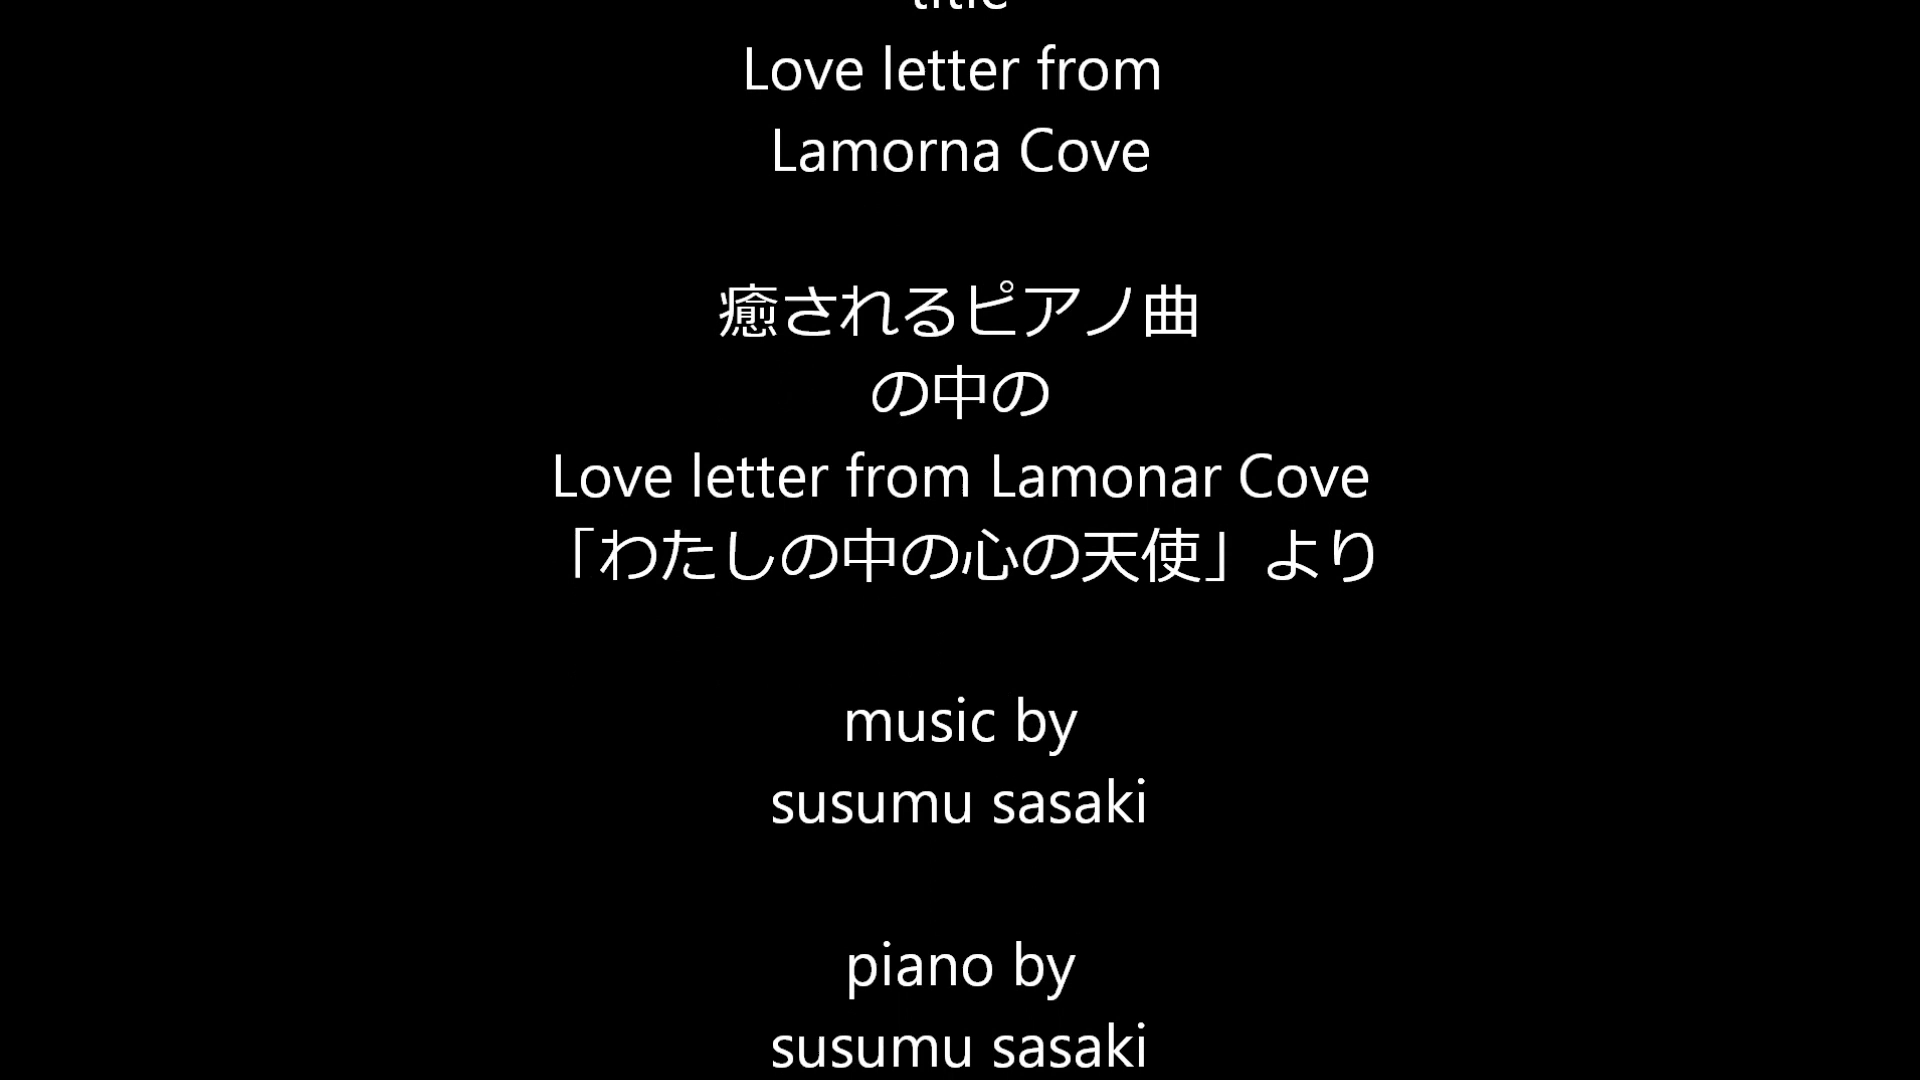 title
Love letter from
Lamorna Cove
癒されるピアノ曲
の中の
Love letter from Lamonar Cove
「わたしの中の心の天使」より
music by
susumu sasaki
piano by
susumu sasaki